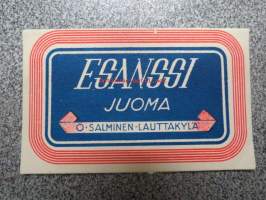 ESANSSI
JUOMA
O. SALMINEN - LAUTTAKYLÄ